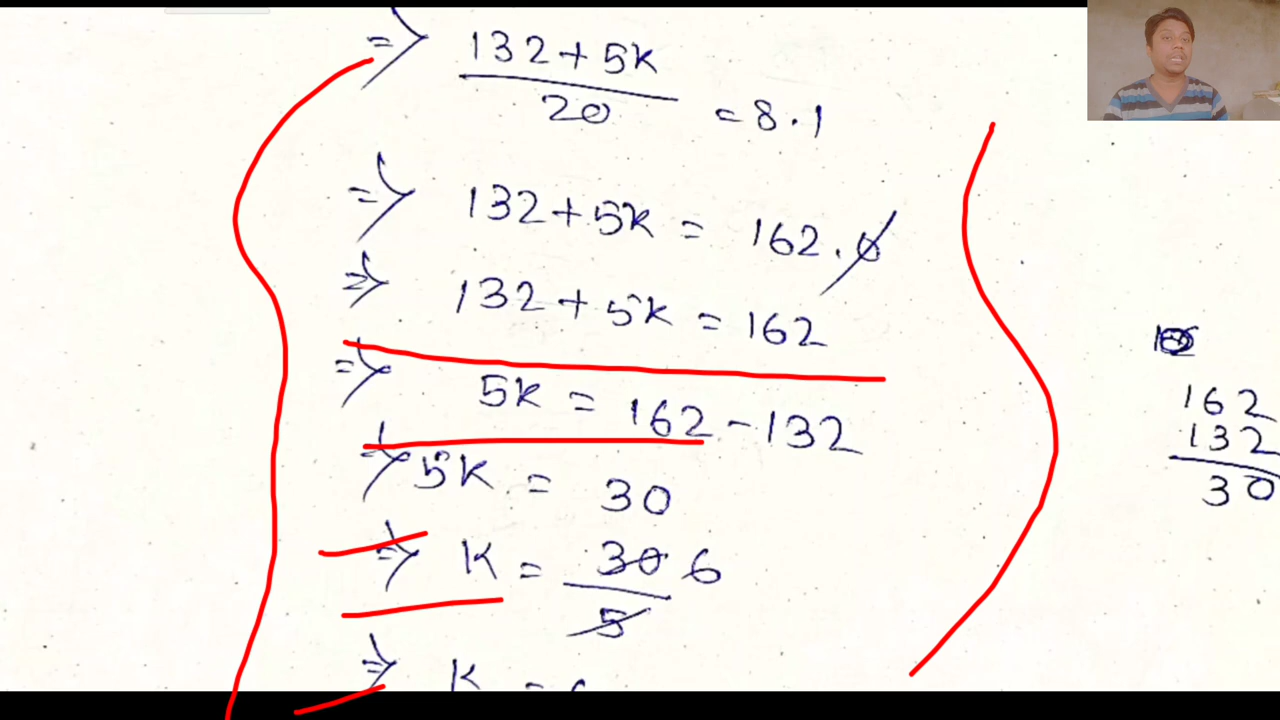 => 132+5k / 20 = 8.1
=> 132+5k = 162.0
=> 132+5k = 162
=> 5k = 162-132
=> 5k = 30
=> k = 30/5 6
=> k =
162
132
30